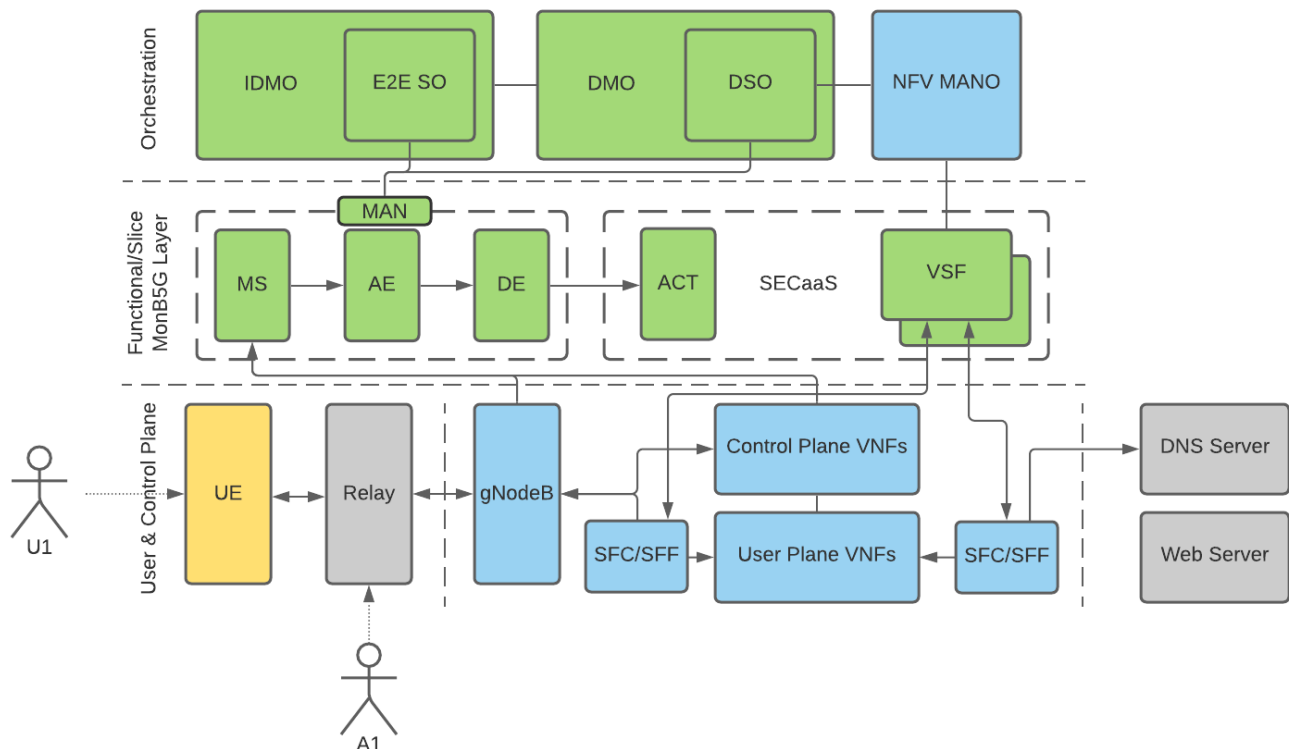 Orchestration
IDMO
E2E SO
DMO
DSO
NFV MANO
Functional/Slice
MonB5G Layer
MAN
MS
AE
DE
ACT
SECaaS
VSF
User & Control Plane
U1
UE
Relay
gNodeB
Control Plane VNFs
SFC/SFF
User Plane VNFs
SFC/SFF
DNS Server
Web Server
A1